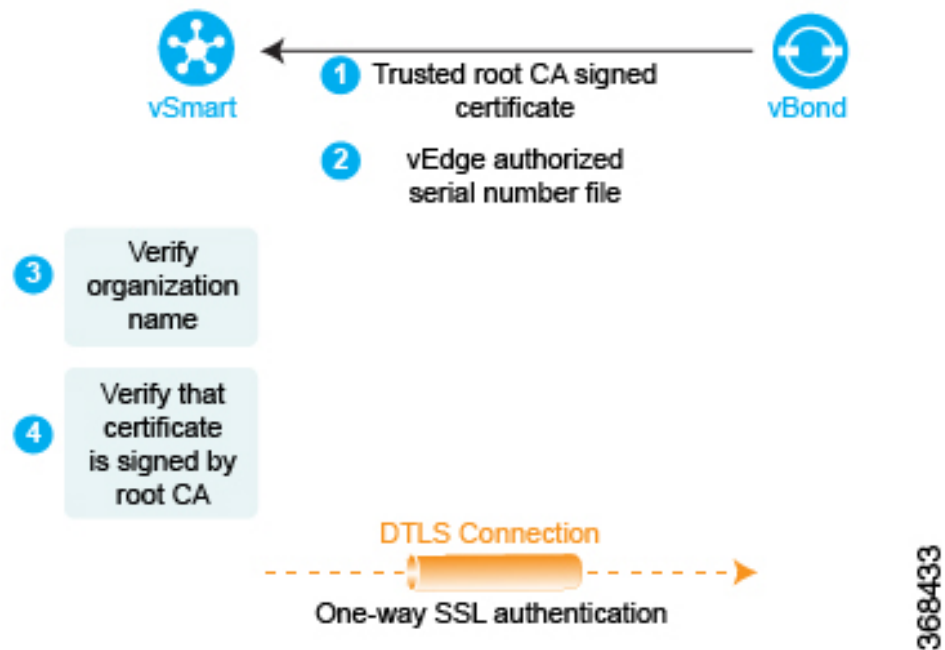 vSmart
vBond
1 Trusted root CA signed
certificate
2 vEdge authorized
serial number file
3 Verify
organization
name
4 Verify that
certificate
is signed by
root CA
DTLS Connection
One-way SSL authentication
368433